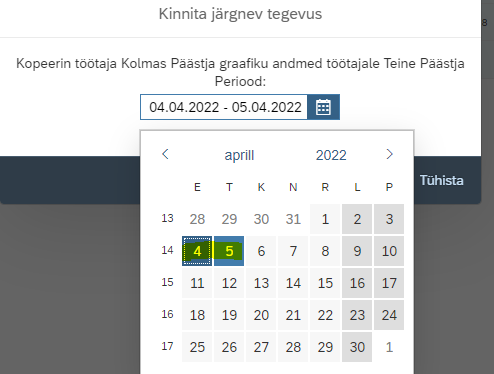 Kinnita järgnev tegevus
Kopeerin töötaja Kolmas Päästja graafiku andmed töötajale Teine Päästja
Periood:
04.04.2022 - 05.04.2022
aprill 2022
E T K N R L P
13 28 29 30 31 1 2 3
14 4 5 6 7 8 9 10
15 11 12 13 14 15 16 17
16 18 19 20 21 22 23 24
17 25 26 27 28 29 30 1
Tühista
8